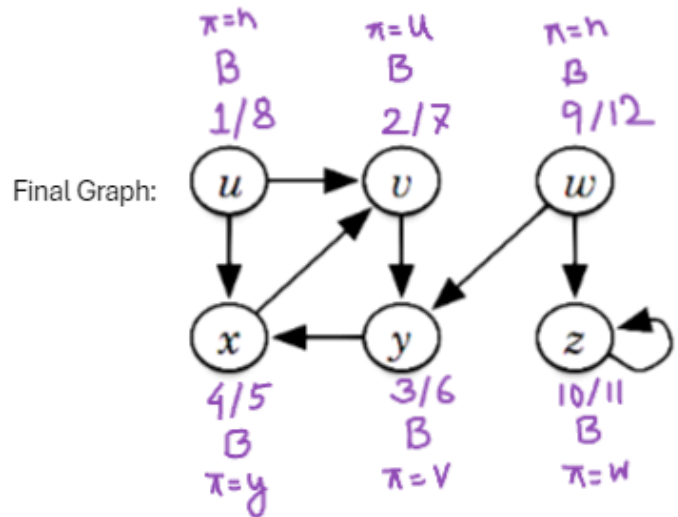 π=n π=u π=n
B B B
1/8 2/7 9/12
Final Graph: u v w
x y z
4/5 3/6 10/11
B B B
π=y π=v π=w